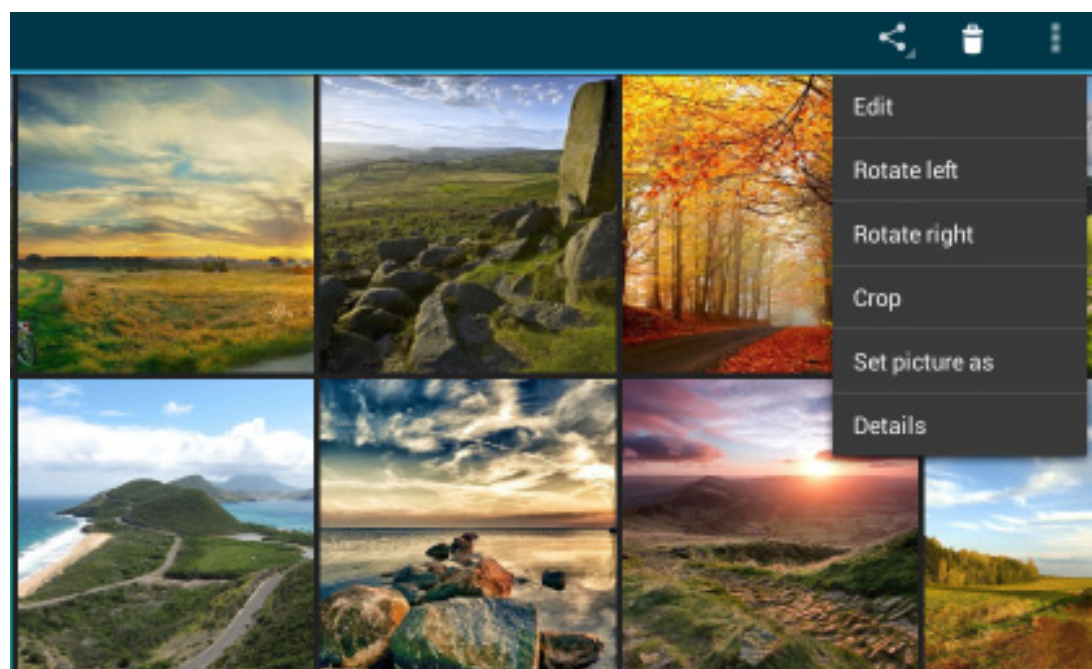 Edit
Rotate left
Rotate right
Crop
Set picture as
Details